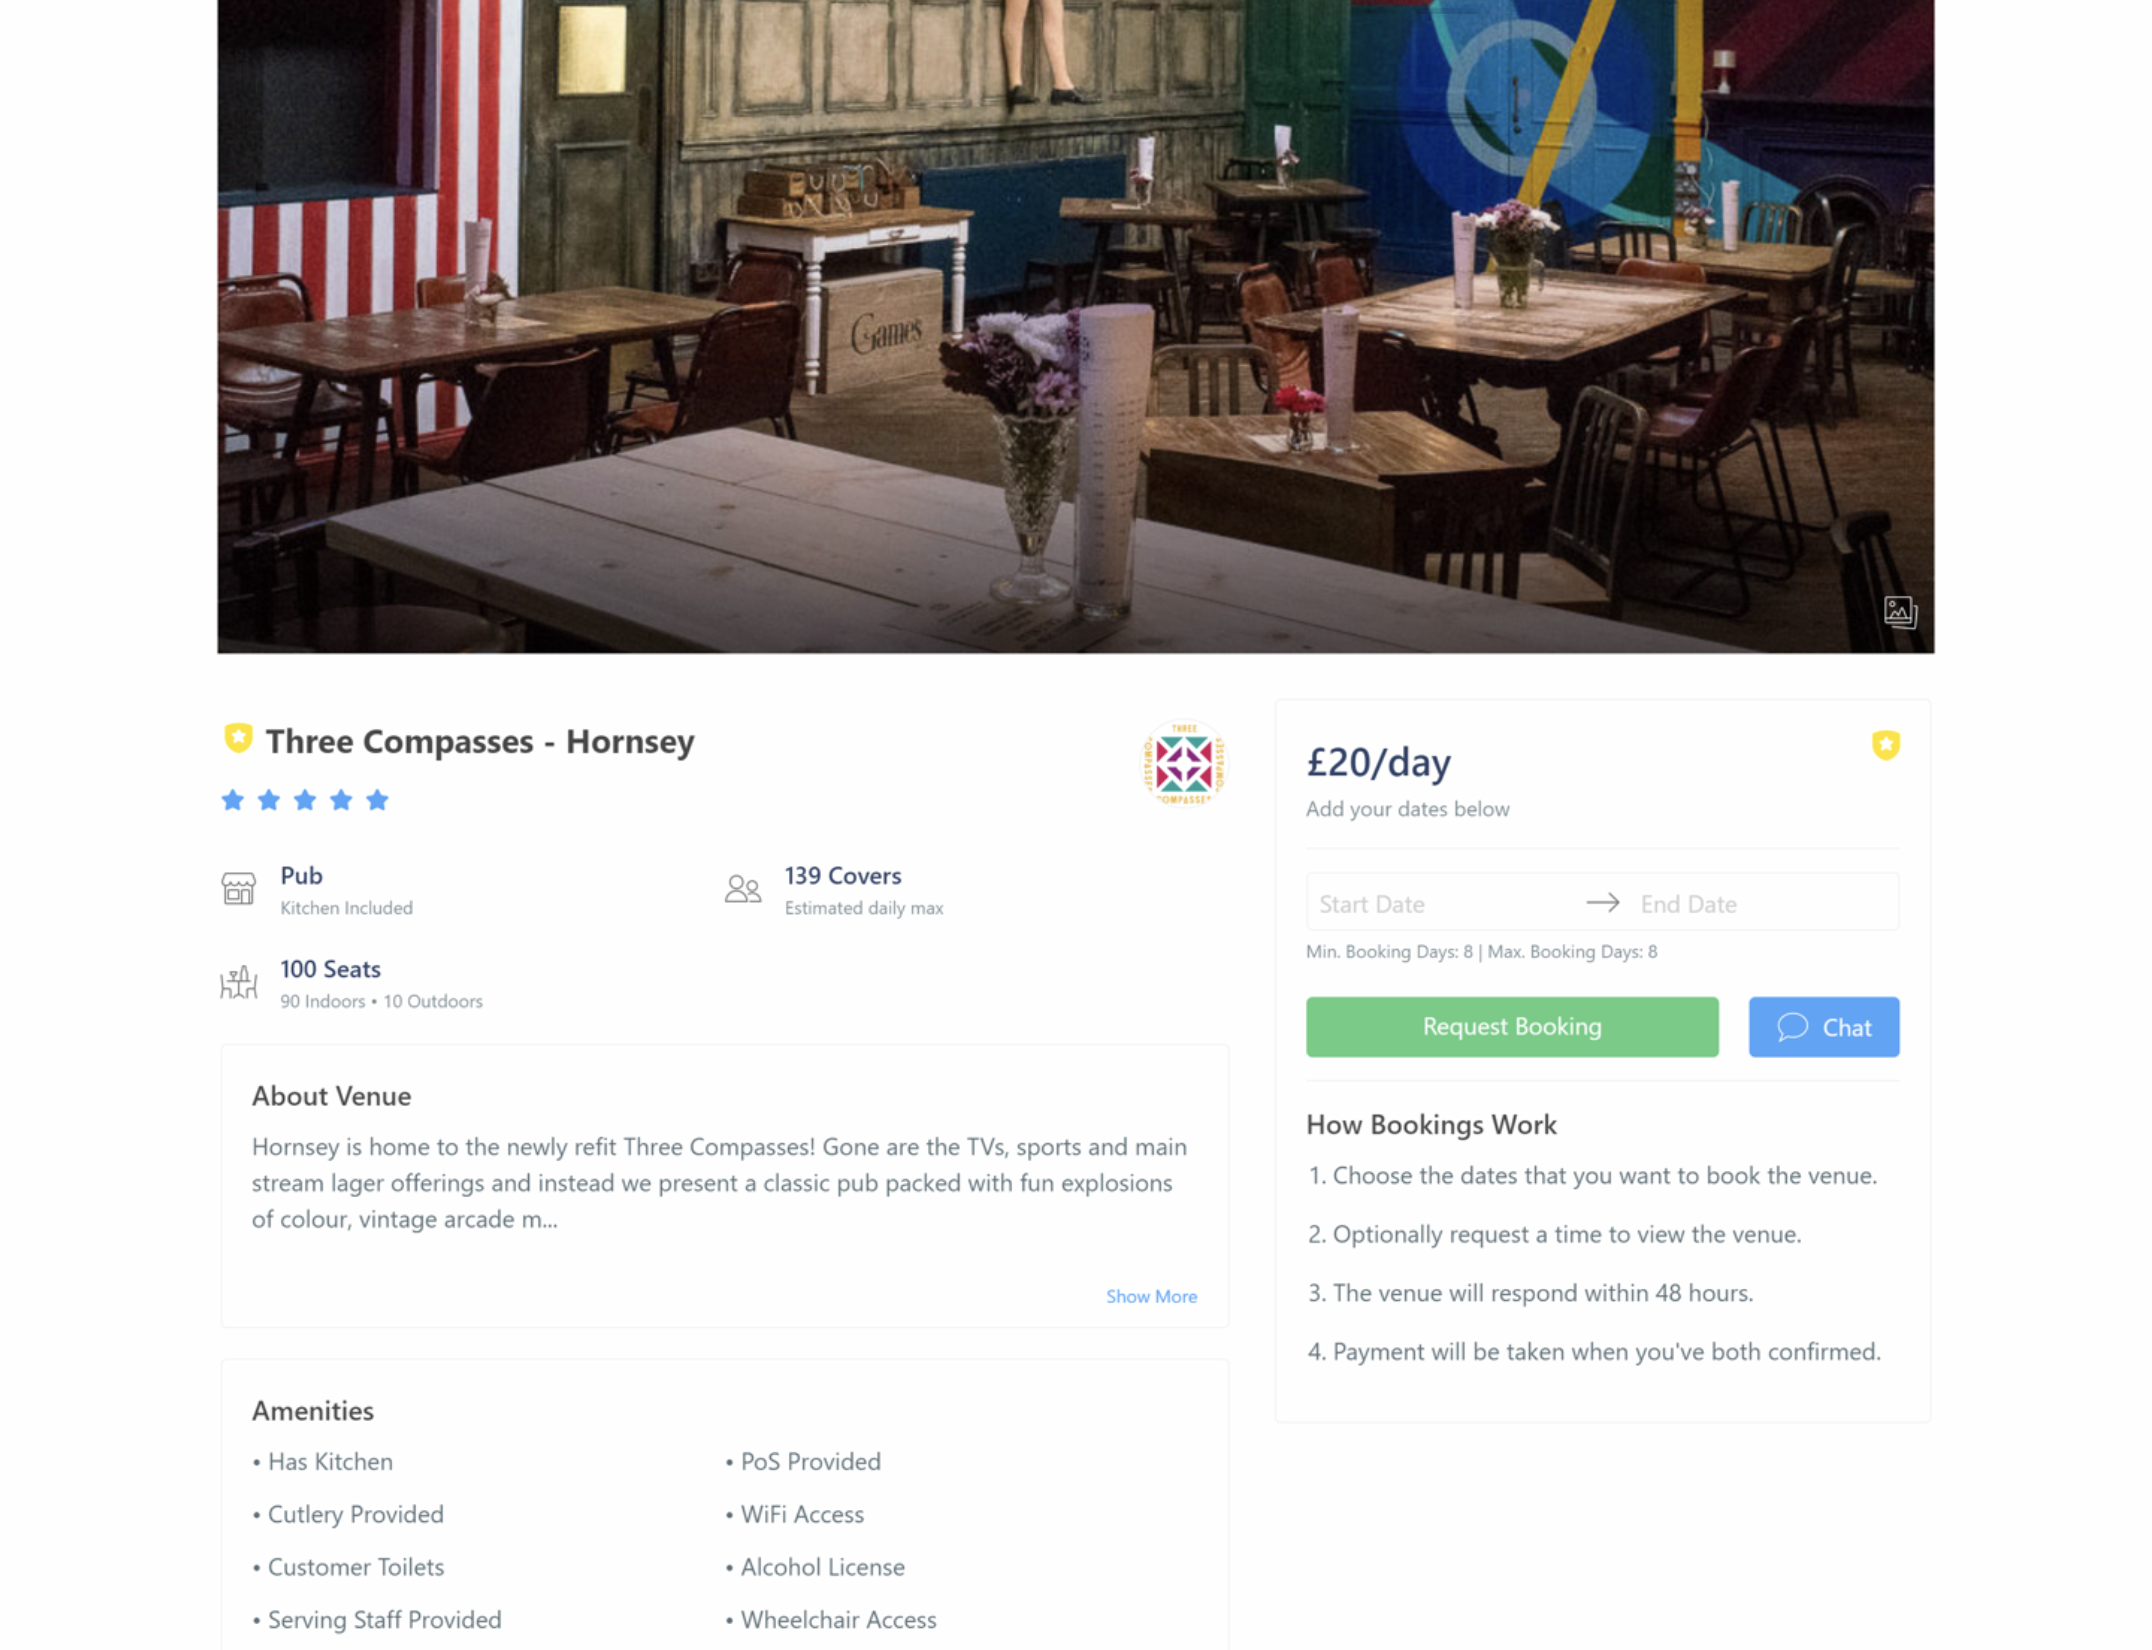 Games
Three Compasses - Hornsey
THREE
COMPASSES
COMPASSES
COMPASSES
Pub
Kitchen Included
139 Covers
Estimated daily max
100 Seats
90 Indoors • 10 Outdoors
About Venue
Hornsey is home to the newly refit Three Compasses! Gone are the TVs, sports and main
stream lager offerings and instead we present a classic pub packed with fun explosions
of colour, vintage arcade m...
Show More
Amenities
• Has Kitchen
• PoS Provided
• Cutlery Provided
• WiFi Access
• Customer Toilets
• Alcohol License
• Serving Staff Provided
• Wheelchair Access
£20/day
Add your dates below
Start Date → End Date
Min. Booking Days: 8 | Max. Booking Days: 8
Request Booking
Chat
How Bookings Work
1. Choose the dates that you want to book the venue.
2. Optionally request a time to view the venue.
3. The venue will respond within 48 hours.
4. Payment will be taken when you've both confirmed.